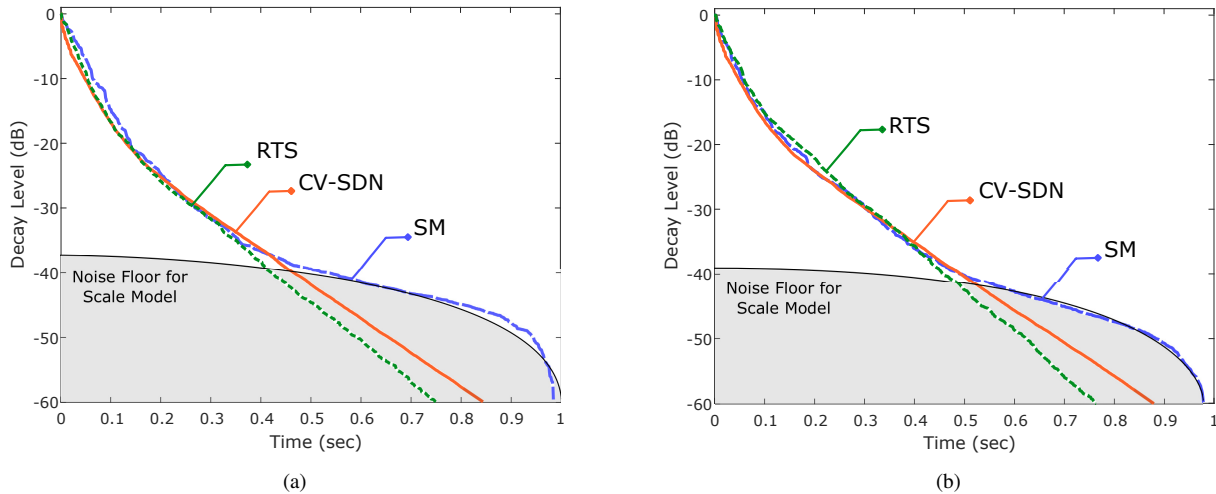 0
-10
-20
-30
-40
-50
-60
Decay Level (dB)
RTS
CV-SDN
SM
Noise Floor for
Scale Model
0 0.1 0.2 0.3 0.4 0.5 0.6 0.7 0.8 0.9 1
Time (sec)
(a)
0
-10
-20
-30
-40
-50
-60
Decay Level (dB)
RTS
CV-SDN
SM
Noise Floor for
Scale Model
0 0.1 0.2 0.3 0.4 0.5 0.6 0.7 0.8 0.9 1
Time (sec)
(b)